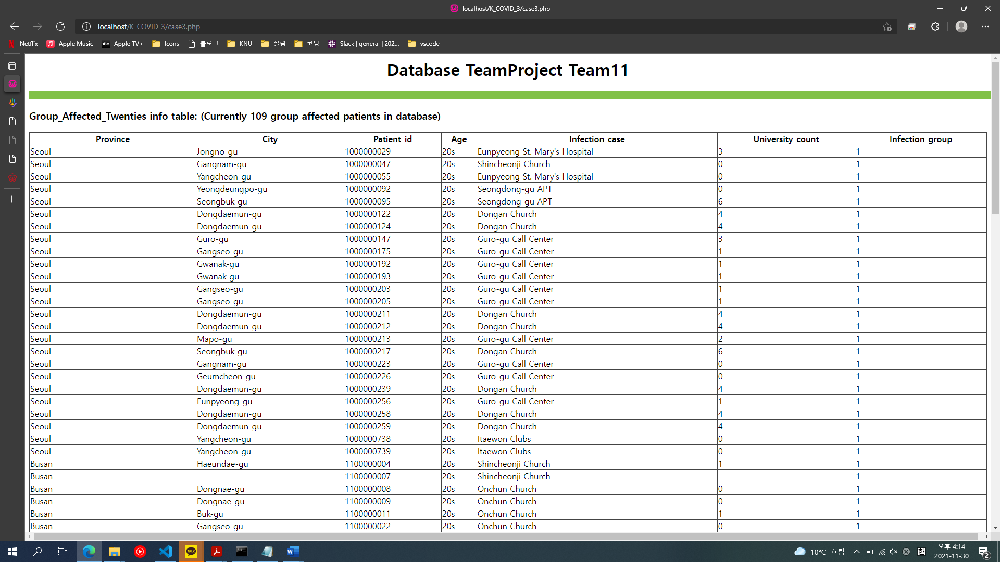 localhost/K_COVID_3/case3.php
localhost/K_COVID_3/case3.php
Netflix Apple Music Apple TV+ Icons 블로그 KNU 살림 코딩 Slack | general | 202... vscode
Database TeamProject Team11
Group_Affected_Twenties info table: (Currently 109 group affected patients in database)
Province City Patient_id Age Infection_case University_count Infection_group
Seoul Jongno-gu 1000000029 20s Eunpyeong St. Mary's Hospital 3 1
Seoul Gangnam-gu 1000000047 20s Shincheonji Church 0 1
Seoul Yangcheon-gu 1000000055 20s Eunpyeong St. Mary's Hospital 0 1
Seoul Yeongdeungpo-gu 1000000092 20s Seongdong-gu APT 0 1
Seoul Seongbuk-gu 1000000095 20s Seongdong-gu APT 6 1
Seoul Dongdaemun-gu 1000000122 20s Dongan Church 4 1
Seoul Dongdaemun-gu 1000000124 20s Dongan Church 4 1
Seoul Guro-gu 1000000147 20s Guro-gu Call Center 3 1
Seoul Gangseo-gu 1000000175 20s Guro-gu Call Center 1 1
Seoul Gwanak-gu 1000000192 20s Guro-gu Call Center 1 1
Seoul Gwanak-gu 1000000193 20s Guro-gu Call Center 1 1
Seoul Gangseo-gu 1000000203 20s Guro-gu Call Center 1 1
Seoul Gangseo-gu 1000000205 20s Guro-gu Call Center 1 1
Seoul Dongdaemun-gu 1000000211 20s Dongan Church 4 1
Seoul Dongdaemun-gu 1000000212 20s Dongan Church 4 1
Seoul Mapo-gu 1000000213 20s Guro-gu Call Center 2 1
Seoul Seongbuk-gu 1000000217 20s Dongan Church 6 1
Seoul Gangnam-gu 1000000223 20s Guro-gu Call Center 0 1
Seoul Geumcheon-gu 1000000226 20s Guro-gu Call Center 0 1
Seoul Dongdaemun-gu 1000000239 20s Dongan Church 4 1
Seoul Eunpyeong-gu 1000000256 20s Guro-gu Call Center 1 1
Seoul Dongdaemun-gu 1000000258 20s Dongan Church 4 1
Seoul Dongdaemun-gu 1000000259 20s Dongan Church 4 1
Seoul Yangcheon-gu 1000000738 20s Itaewon Clubs 0 1
Seoul Yangcheon-gu 1000000739 20s Itaewon Clubs 0 1
Busan Haeundae-gu 1100000004 20s Shincheonji Church 1 1
Busan 1100000007 20s Shincheonji Church 1
Busan Dongnae-gu 1100000008 20s Onchun Church 0 1
Busan Dongnae-gu 1100000009 20s Onchun Church 0 1
Busan Buk-gu 1100000011 20s Onchun Church 1 1
Busan Gangseo-gu 1100000022 20s Onchun Church 0 1
TALK
10°C 흐림 한 오후 4:14
2021-11-30
2